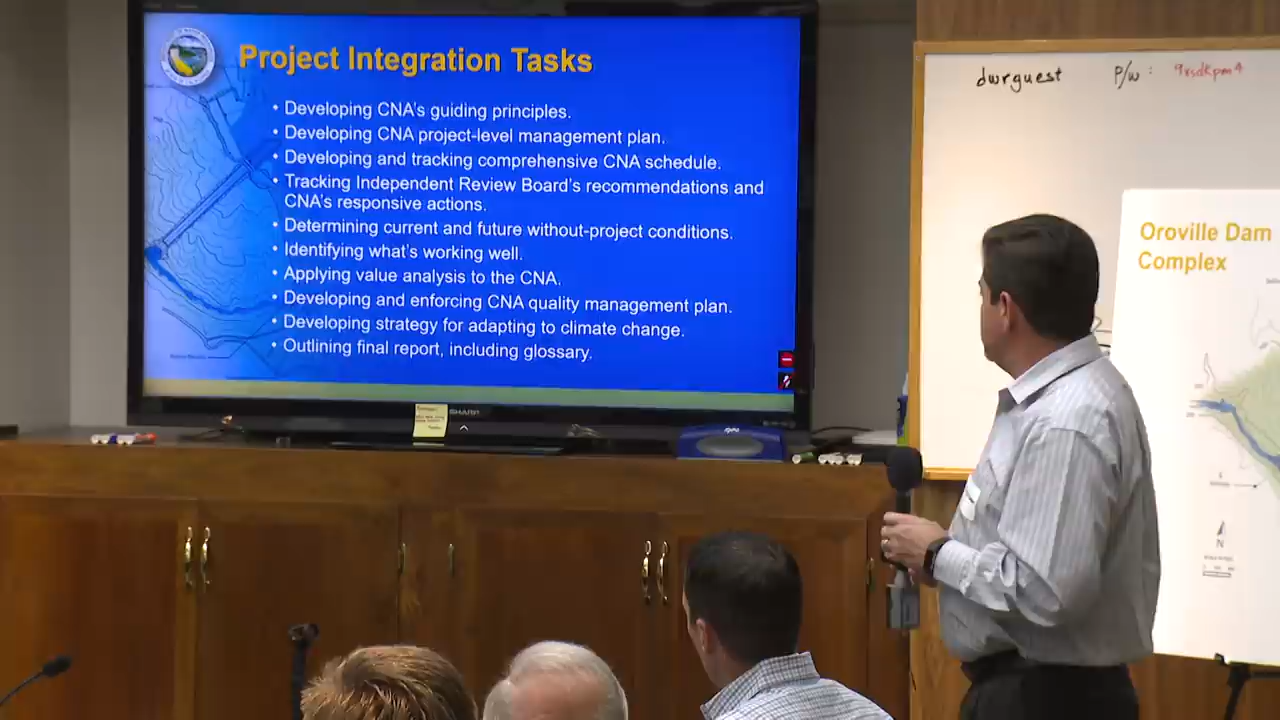 Project Integration Tasks
• Developing CNA's guiding principles.
• Developing CNA project-level management plan.
• Developing and tracking comprehensive CNA schedule.
• Tracking Independent Review Board's recommendations and
CNA's responsive actions.
• Determining current and future without-project conditions.
• Identifying what's working well.
• Applying value analysis to the CNA.
• Developing and enforcing CNA quality management plan.
• Developing strategy for adapting to climate change.
• Outlining final report, including glossary.
SHARP
dwrguest P/w: 9rsdkpm4
Oroville Dam
Complex
N